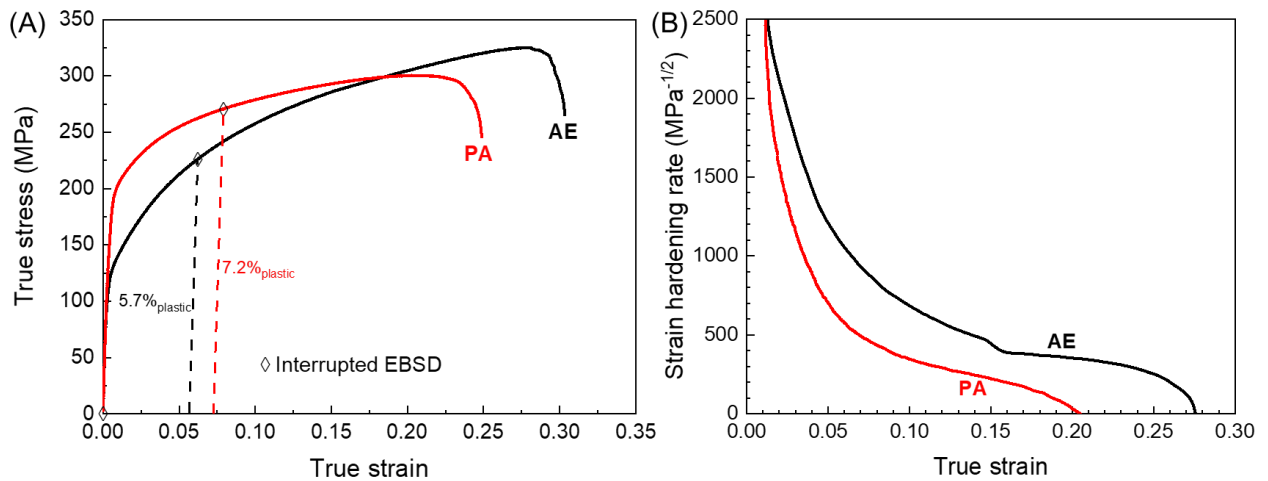 (A)
True stress (MPa)
350
300
250
200
150
100
50
0
0.00 0.05 0.10 0.15 0.20 0.25 0.30 0.35
True strain
PA
AE
5.7%plastic
7.2%plastic
◊ Interrupted EBSD
(B)
Strain hardening rate (MPa-1/2)
2500
2000
1500
1000
500
0
0.00 0.05 0.10 0.15 0.20 0.25 0.30
True strain
AE
PA